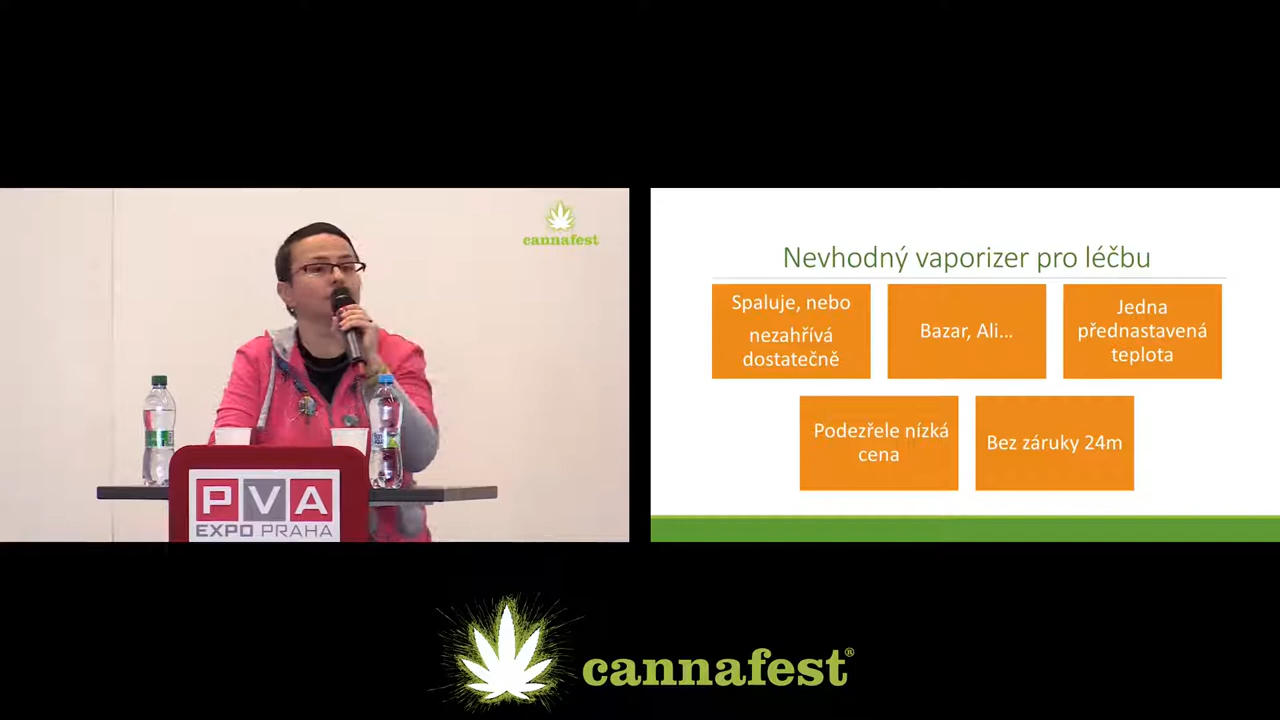 cannafest
PVA
EXPO PRAHA
Nevhodný vaporizer pro léčbu
Spaluje, nebo
nezahřívá
dostatečně
Bazar, Ali...
Jedna
přednastavená
teplota
Podezřele nízká
cena
Bez záruky 24m
cannafest®